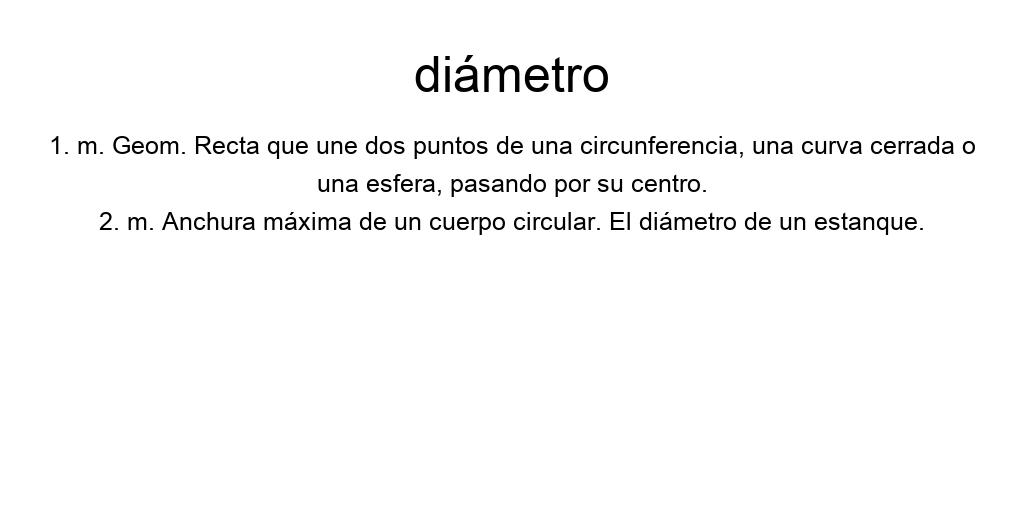 diámetro
1. m. Geom. Recta que une dos puntos de una circunferencia, una curva cerrada o
una esfera, pasando por su centro.
2. m. Anchura máxima de un cuerpo circular. El diámetro de un estanque.